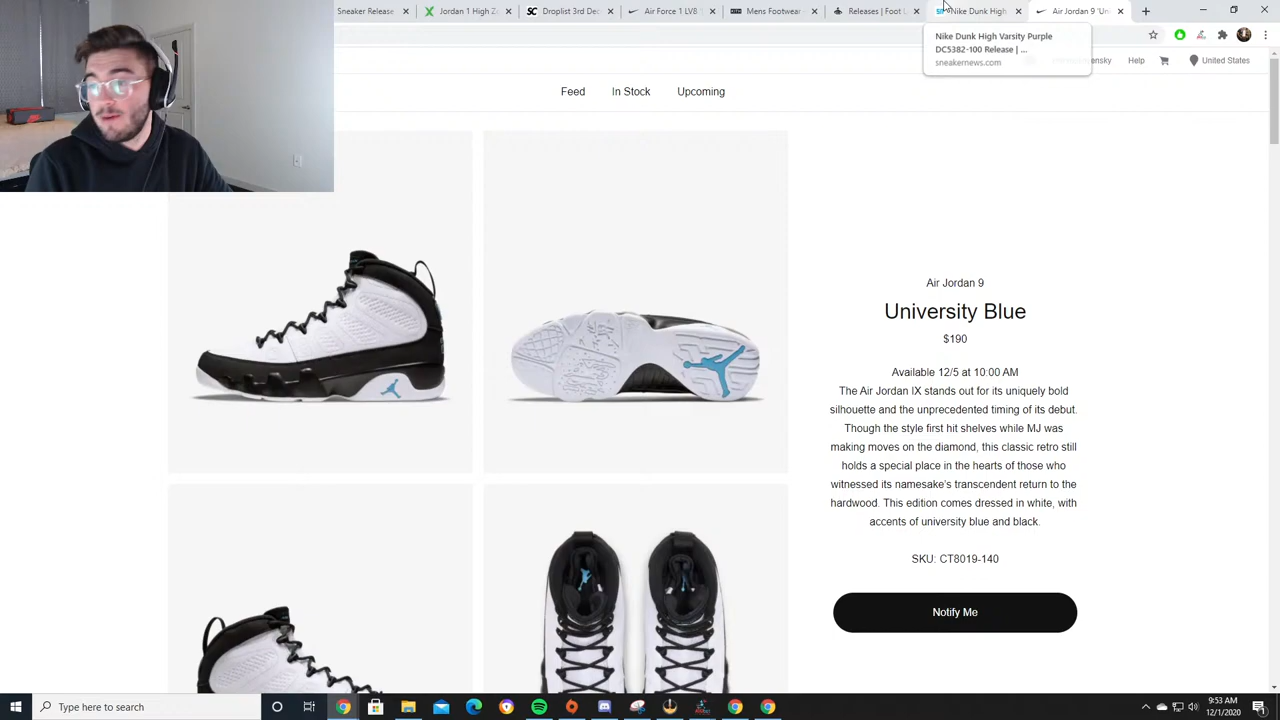 Sneaker Release
Jordan 1 High Z
Droplist 3rd Dec
Air Force 1 LV8
Mens Footwear
Releases | Foot L
Nike Dunk High
Air Jordan 9 'Un
Nike Dunk High Varsity Purple
DC5382-100 Release | ...
sneakernews.com
Help
United States
Feed
In Stock
Upcoming
Air Jordan 9
University Blue
$190
Available 12/5 at 10:00 AM
The Air Jordan IX stands out for its uniquely bold
silhouette and the unprecedented timing of its debut.
Though the style first hit shelves while MJ was
making moves on the diamond, this classic retro still
holds a special place in the hearts of those who
witnessed its namesake's transcendent return to the
hardwood. This edition comes dressed in white, with
accents of university blue and black.
SKU: CT8019-140
Notify Me
Type here to search
9:53 AM
12/1/2020